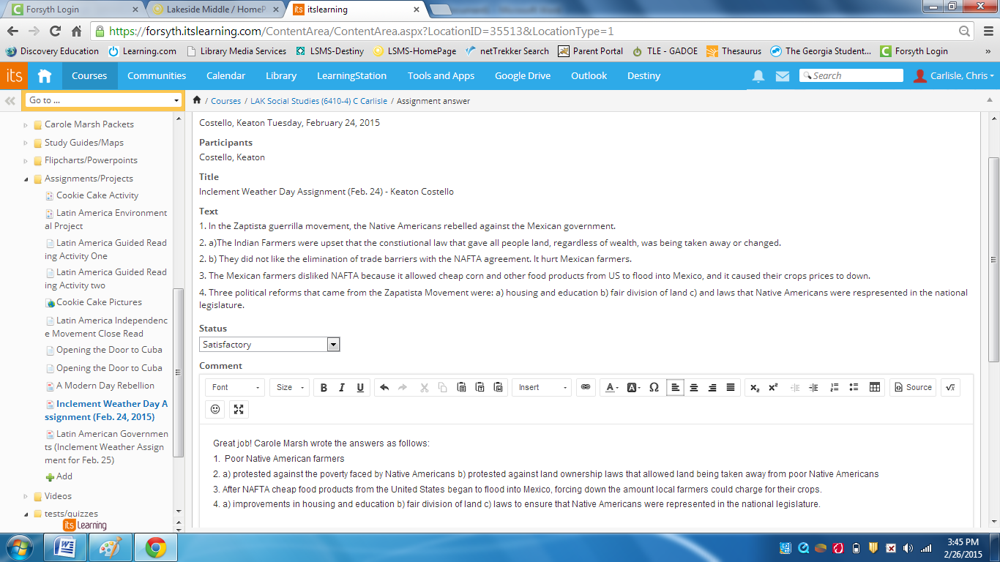 Forsyth Login
Lakeside Middle / HomeP
itslearning
https://forsyth.itslearning.com/ContentArea/ContentArea.aspx?LocationID=35513&LocationType=1
Discovery Education Learning.com Library Media Services LSMS-Destiny LSMS-HomePage netTrekker Search Parent Portal TLE - GADOE Thesaurus The Georgia Student... Forsyth Login »
its Courses Communities Calendar Library LearningStation Tools and Apps Google Drive Outlook Destiny Search Carlisle, Chris
Go to ...
/ Courses / LAK Social Studies (6410-4) C Carlisle / Assignment answer
Carole Marsh Packets
Study Guides/Maps
Flipcharts/Powerpoints
Assignments/Projects
Cookie Cake Activity
Latin America Environment
al Project
Latin America Guided Read
ing Activity One
Latin America Guided Read
ing Activity two
Cookie Cake Pictures
Latin America Independenc
e Movement Close Read
Opening the Door to Cuba
Opening the Door to Cuba
A Modern Day Rebellion
Inclement Weather Day A
ssignment (Feb. 24, 2015)
Latin American Governmen
ts (Inclement Weather Assign
ment for Feb. 25)
Add
Videos
tests/quizzes
its Learning
Costello, Keaton Tuesday, February 24, 2015
Participants
Costello, Keaton
Title
Inclement Weather Day Assignment (Feb. 24) - Keaton Costello
Text
1. In the Zaptista guerrilla movement, the Native Americans rebelled against the Mexican government.
2. a)The Indian Farmers were upset that the constiutional law that gave all people land, regardless of wealth, was being taken away or changed.
2. b) They did not like the elimination of trade barriers with the NAFTA agreement. It hurt Mexican farmers.
3. The Mexican farmers disliked NAFTA because it allowed cheap corn and other food products from US to flood into Mexico, and it caused their crops prices to down.
4. Three political reforms that came from the Zapatista Movement were: a) housing and education b) fair division of land c) and laws that Native Americans were respresented in the national
legislature.
Status
Satisfactory
Comment
Font Size B I U Insert A A Ω x₂ x² Source √x
Great job! Carole Marsh wrote the answers as follows:
1. Poor Native American farmers
2. a) protested against the poverty faced by Native Americans b) protested against land ownership laws that allowed land being taken away from poor Native Americans
3. After NAFTA cheap food products from the United States began to flood into Mexico, forcing down the amount local farmers could charge for their crops.
4. a) improvements in housing and education b) fair division of land c) laws to ensure that Native Americans were represented in the national legislature.
3:45 PM
2/26/2015